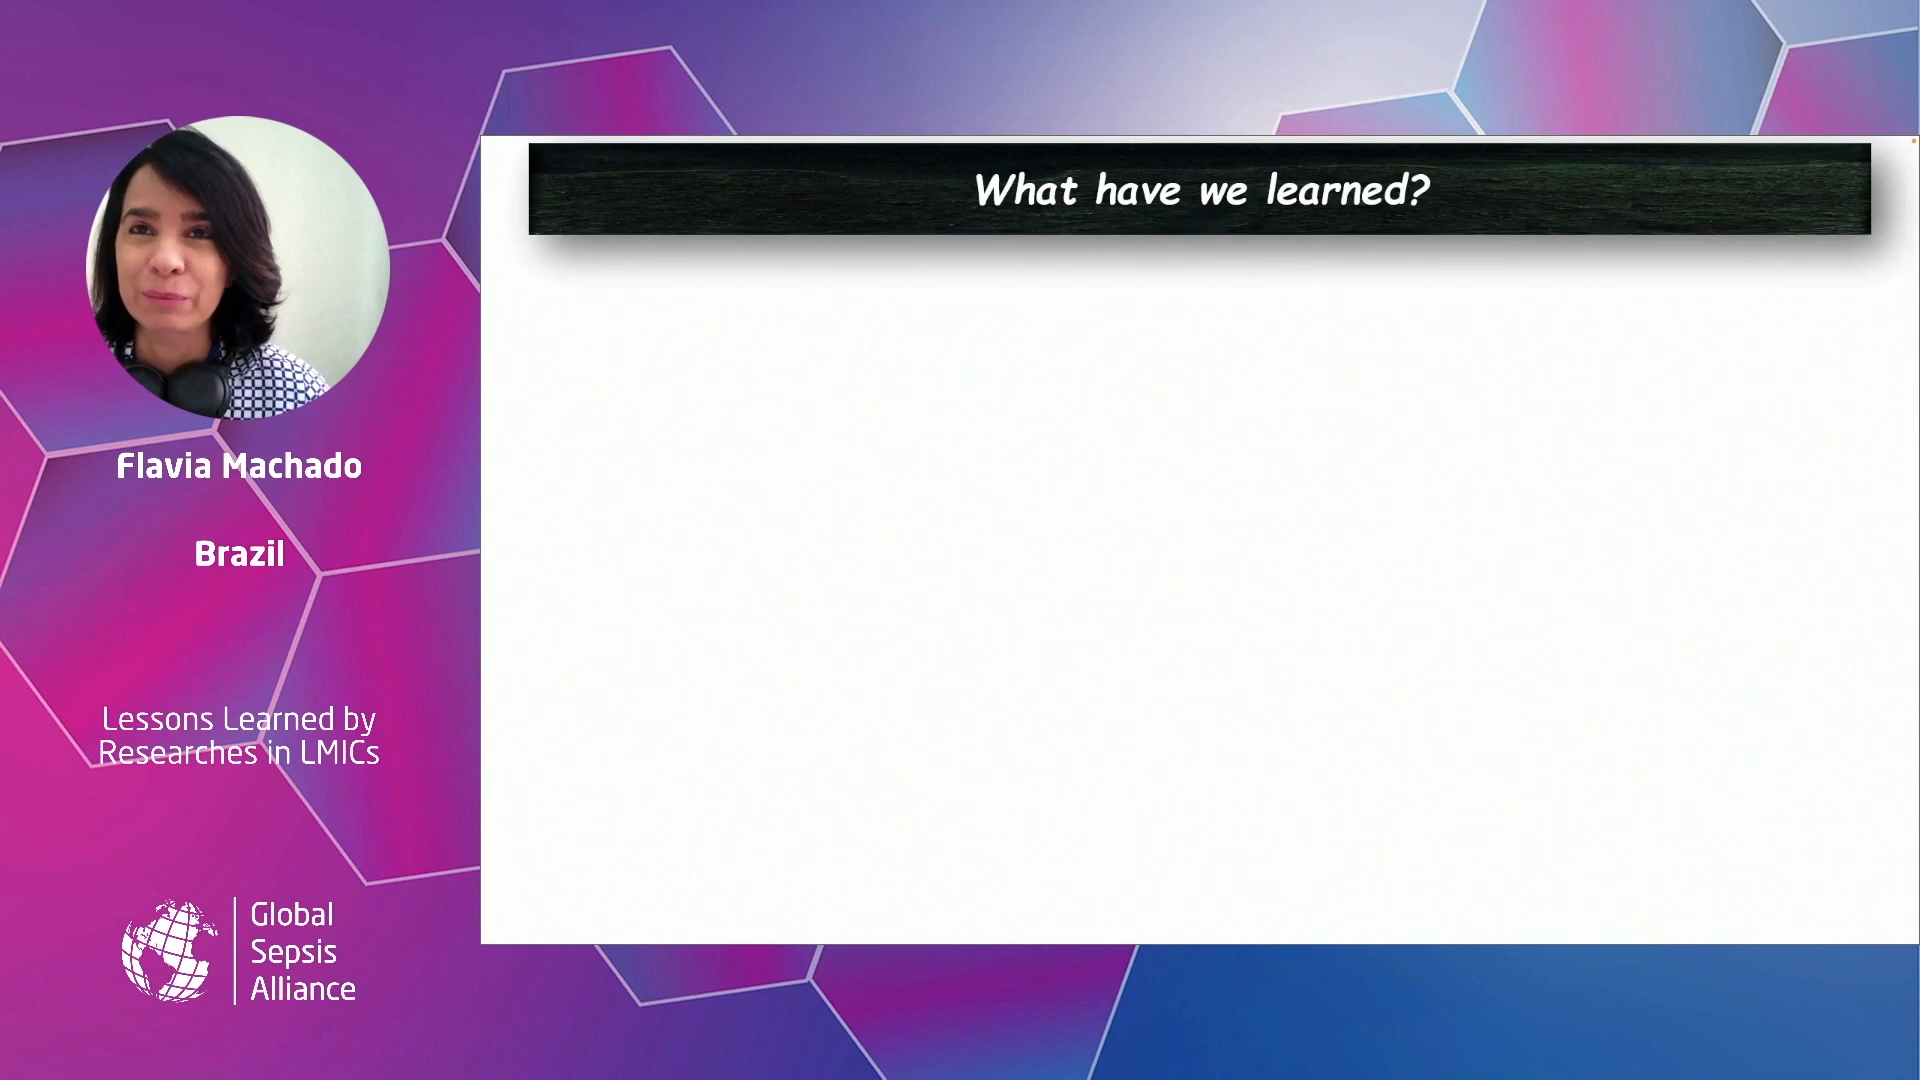 What have we learned?
Flavia Machado
Brazil
Lessons Learned by
Researches in LMICs
Global
Sepsis
Alliance